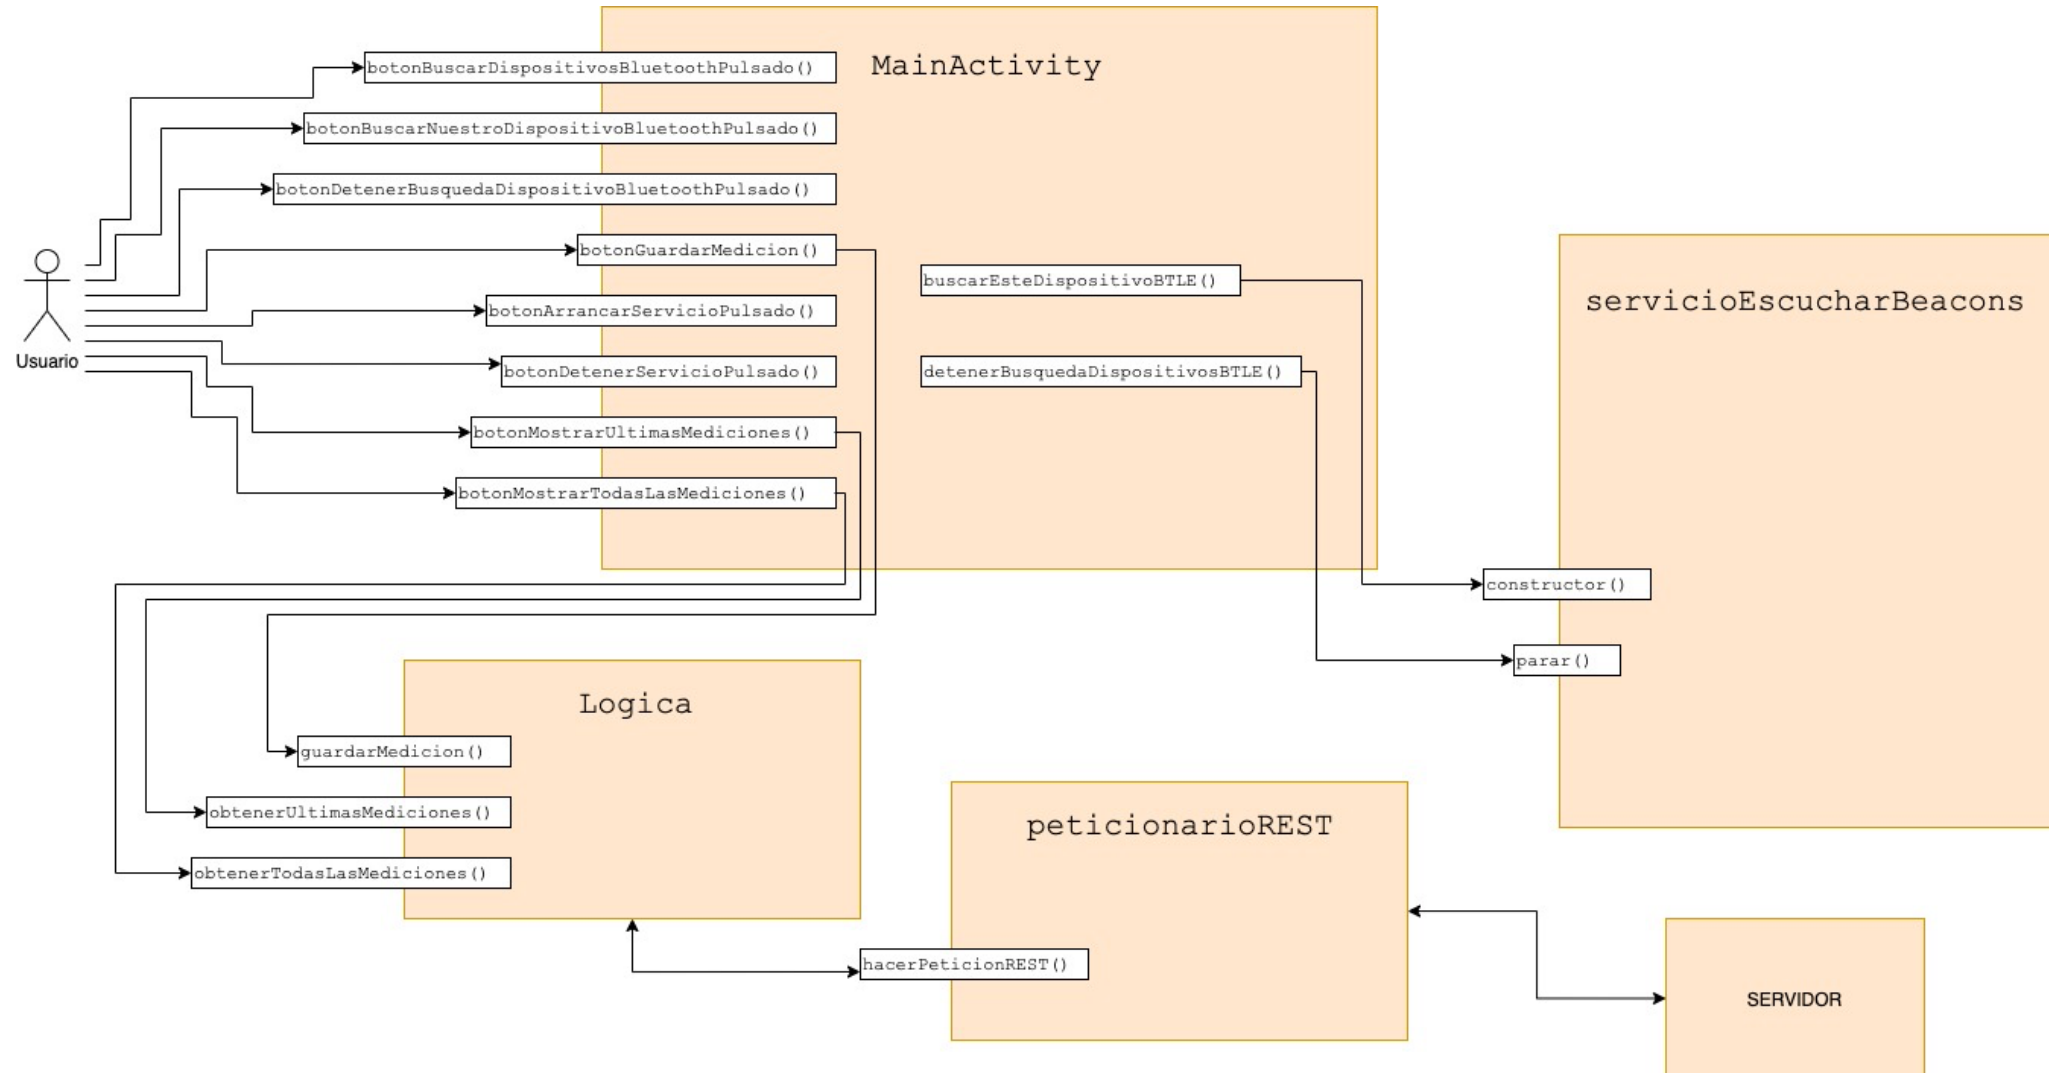 MainActivity
botonBuscarDispositivosBluetoothPulsado()
botonBuscarNuestroDispositivoBluetoothPulsado()
botonDetenerBusquedaDispositivoBluetoothPulsado()
botonGuardarMedicion()
botonArrancarServicioPulsado()
botonDetenerServicioPulsado()
botonMostrarUltimasMediciones()
botonMostrarTodasLasMediciones()
buscarEsteDispositivoBTLE()
detenerBusquedaDispositivosBTLE()
Usuario
servicioEscucharBeacons
constructor()
parar()
Logica
guardarMedicion()
obtenerUltimasMediciones()
obtenerTodasLasMediciones()
peticionarioREST
hacerPeticionREST()
SERVIDOR